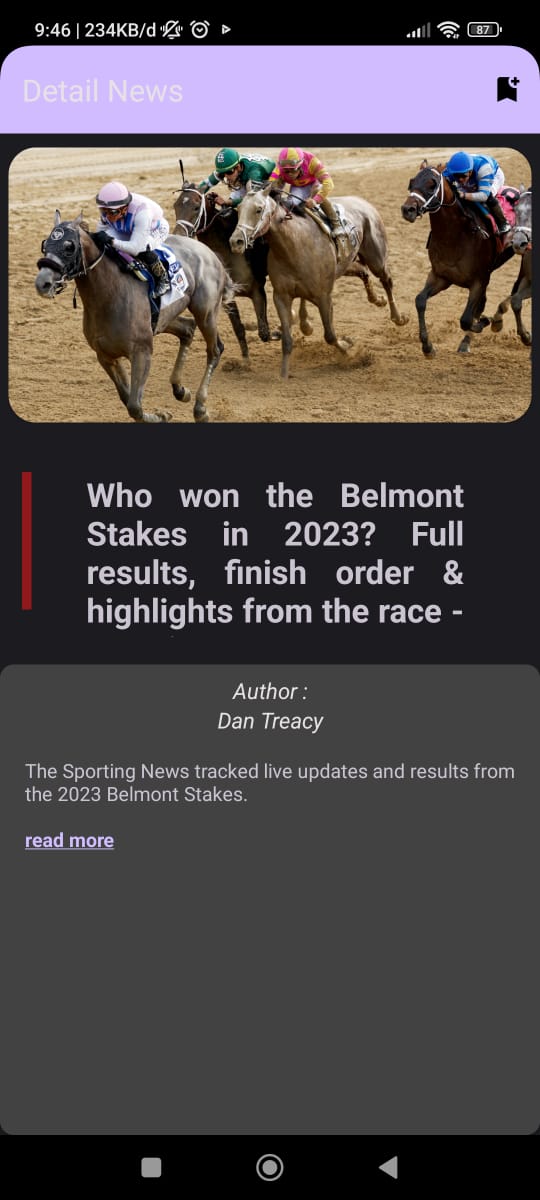 9:46 | 234KB/d
87
Detail News
Who won the Belmont
Stakes in 2023? Full
results, finish order &
highlights from the race -
Author :
Dan Treacy
The Sporting News tracked live updates and results from
the 2023 Belmont Stakes.
read more